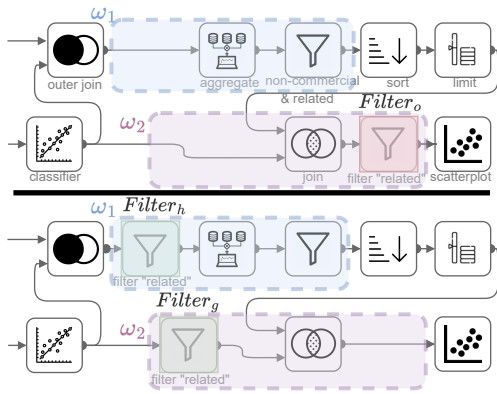 ω₁
outer join
aggregate
non-commercial
& related
sort
limit
Filterₒ
ω₂
classifier
join
filter "related"
scatterplot
ω₁
Filterₕ
filter "related"
Filter_g
ω₂
filter "related"